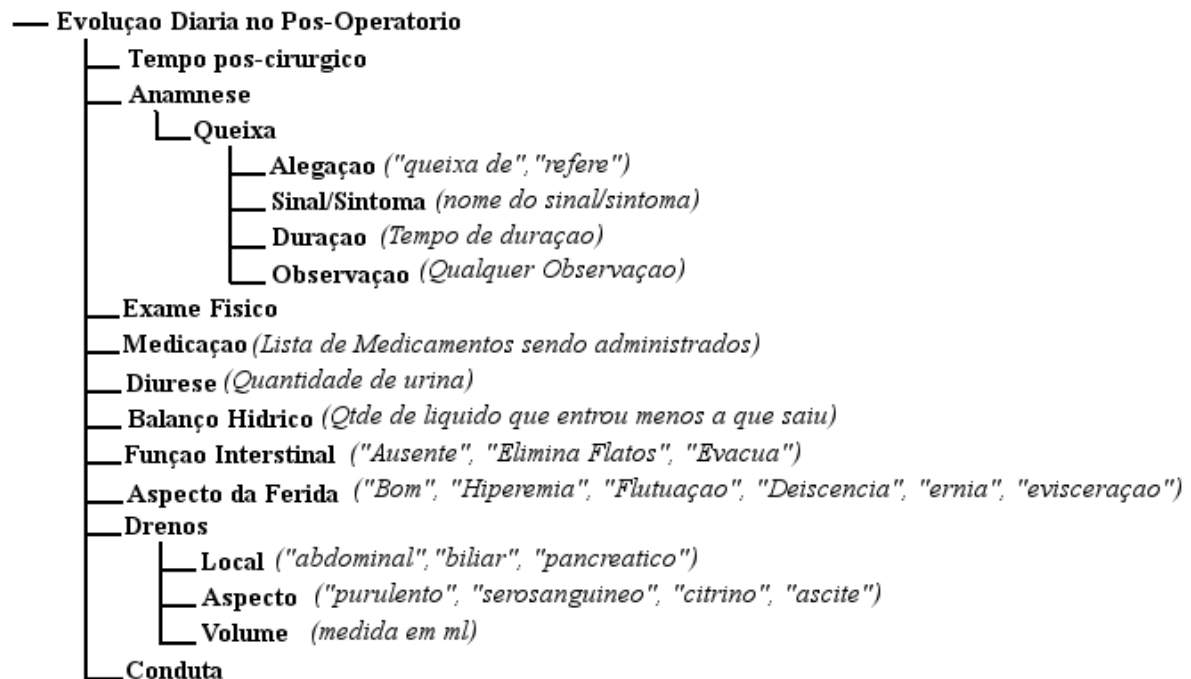 Evoluçao Diaria no Pos-Operatorio
Tempo pos-cirurgico
Anamnese
Queixa
Alegaçao ("queixa de","refere")
Sinal/Sintoma (nome do sinal/sintoma)
Duraçao (Tempo de duraçao)
Observaçao (Qualquer Observaçao)
Exame Fisico
Medicaçao (Lista de Medicamentos sendo administrados)
Diurese (Quantidade de urina)
Balanço Hidrico (Qtde de liquido que entrou menos a que saiu)
Funçao Interstinal ("Ausente", "Elimina Flatos", "Evacua")
Aspecto da Ferida ("Bom", "Hiperemia", "Flutuaçao", "Deiscencia", "ernia", "evisceraçao")
Drenos
Local ("abdominal","biliar", "pancreatico")
Aspecto ("purulento", "serosanguineo", "citrino", "ascite")
Volume (medida em ml)
Conduta